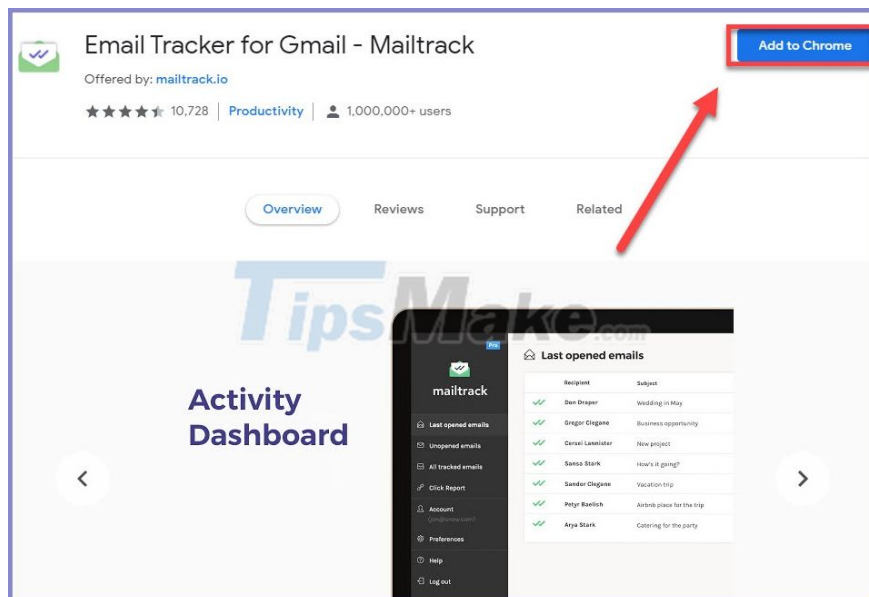 Email Tracker for Gmail - Mailtrack
Add to Chrome
Offered by: mailtrack.io
10,728 Productivity 1,000,000+ users
Overview Reviews Support Related
TipsMake.com
Activity
Dashboard
Pro
mailtrack
Last opened emails
Unopened emails
All tracked emails
Click Report
Account
Preferences
Help
Log out
Last opened emails
Recipient Subject
Don Draper Wedding in May
Gregor Clegane Business opportunity
Cersei Lannister New project
Sansa Stark How's it going?
Sandor Clegane Vacation trip
Petyr Baelish Airbnb place for the trip
Arya Stark Catering for the party